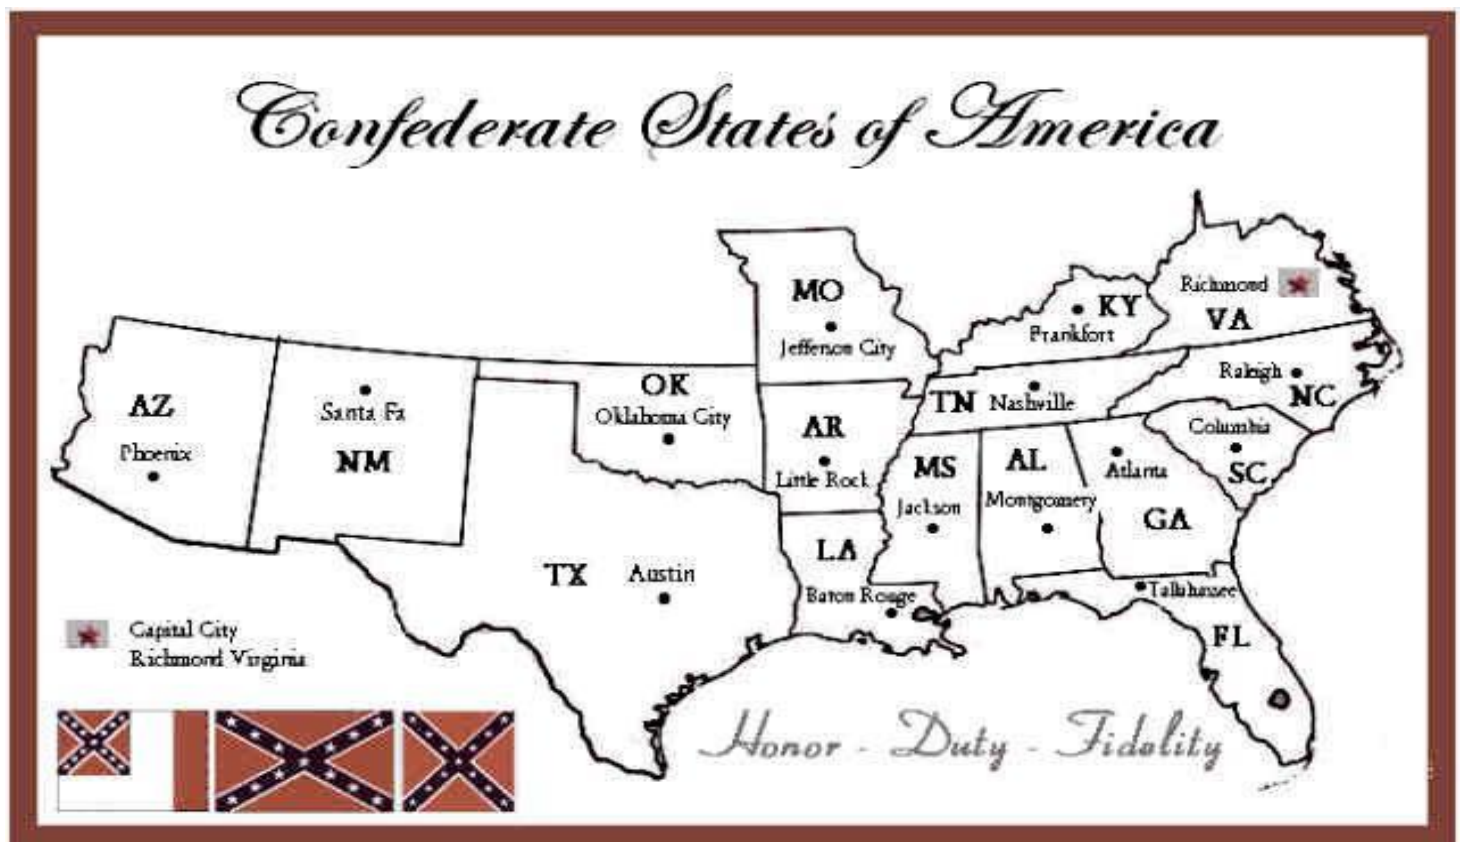 Confederate States of America
MO
Jefferson City
Richmond
VA
KY
Frankfort
AZ
Phoenix
Santa Fa
NM
OK
Oklahoma City
TN Nashville
Raleigh
NC
AR
Little Rock
MS
Jackson
AL
Montgomery
Atlanta
GA
Columbia
SC
TX Austin
LA
Baton Rouge
Tallahassee
FL
Capital City
Richmond Virginia
Honor - Duty - Fidelity